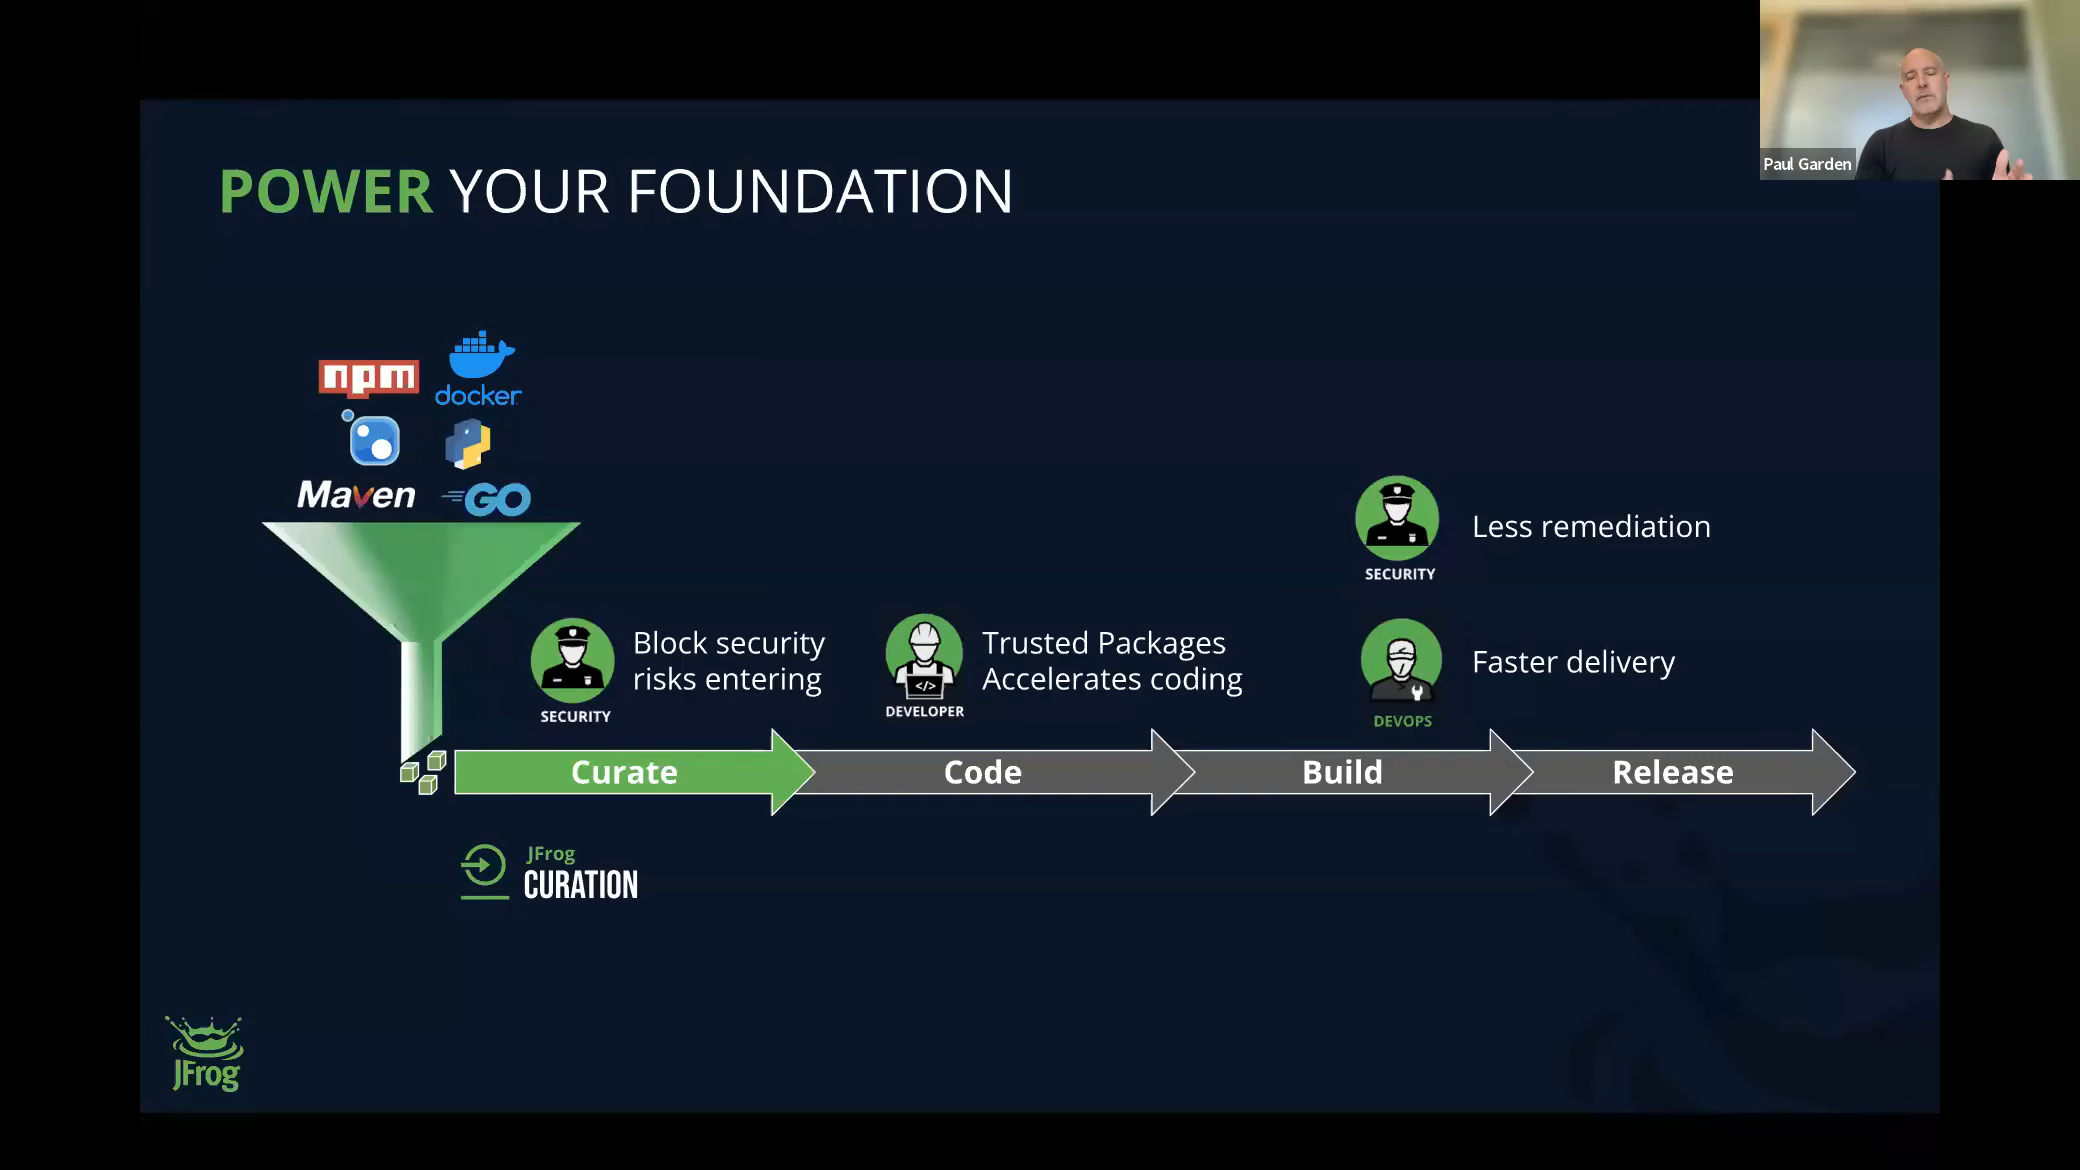 Paul Garden
POWER YOUR FOUNDATION
npm
docker
Maven
GO
SECURITY
Less remediation
SECURITY
Block security
risks entering
DEVELOPER
</>
Trusted Packages
Accelerates coding
DEVOPS
Faster delivery
Curate
Code
Build
Release
JFrog
CURATION
JFrog